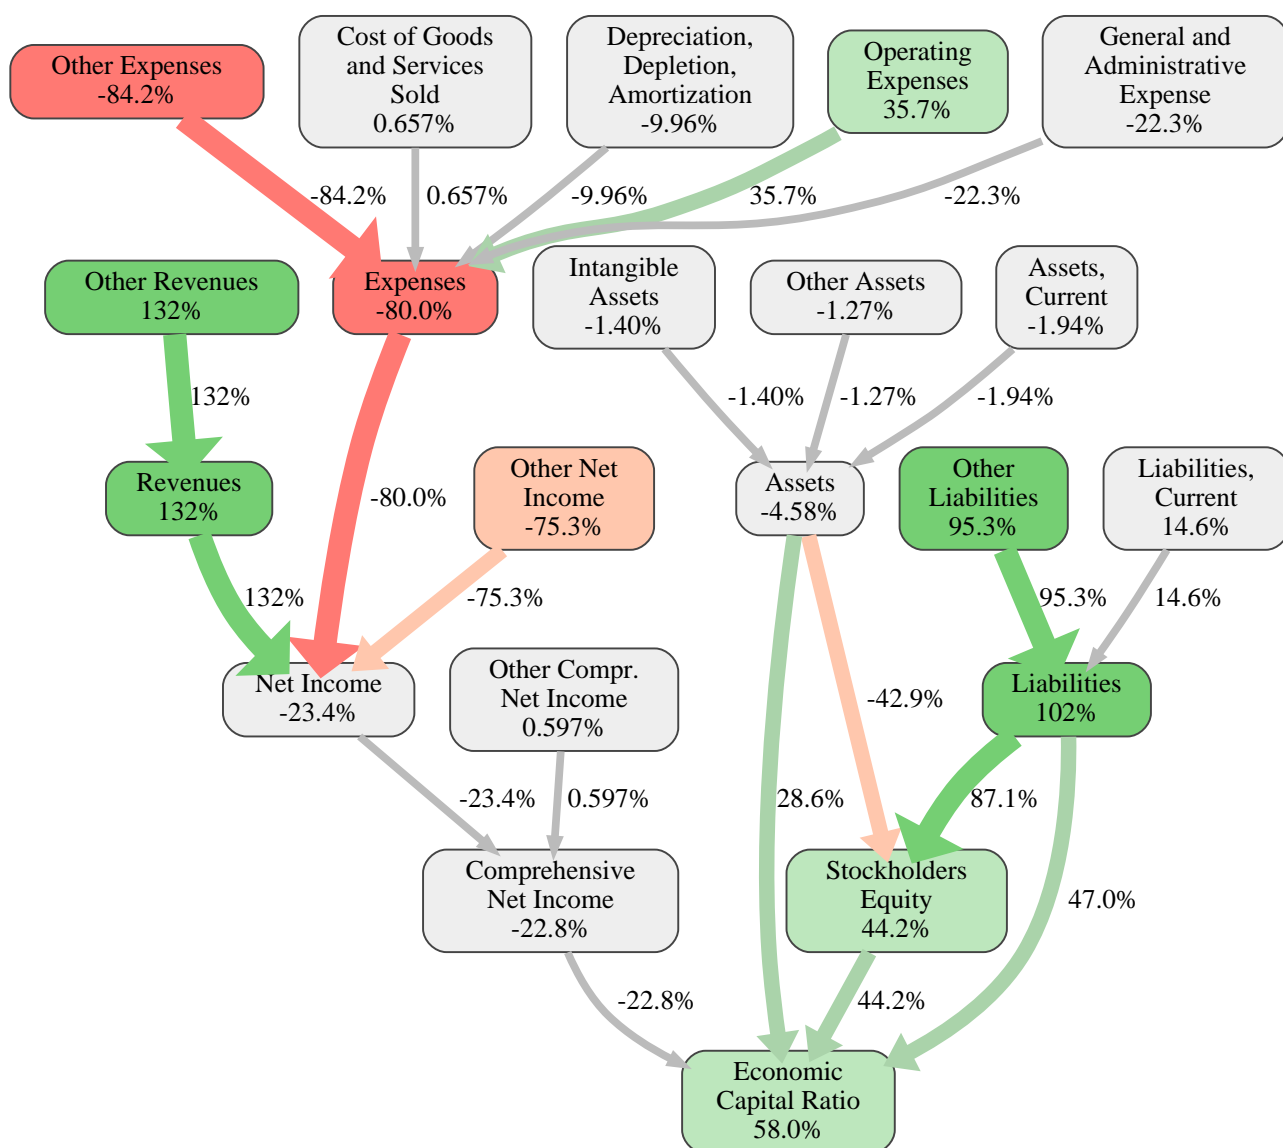 Other Expenses
-84.2%
Cost of Goods
and Services
Sold
0.657%
Depreciation,
Depletion,
Amortization
-9.96%
Operating
Expenses
35.7%
General and
Administrative
Expense
-22.3%
-84.2%
0.657%
-9.96%
35.7%
-22.3%
Other Revenues
132%
Expenses
-80.0%
Intangible
Assets
-1.40%
Other Assets
-1.27%
Assets,
Current
-1.94%
132%
-80.0%
-1.40%
-1.27%
-1.94%
Revenues
132%
Other Net
Income
-75.3%
Assets
-4.58%
Other
Liabilities
95.3%
Liabilities,
Current
14.6%
132%
-75.3%
95.3%
14.6%
Net Income
-23.4%
Other Compr.
Net Income
0.597%
-42.9%
Liabilities
102%
-23.4%
0.597%
28.6%
87.1%
47.0%
Comprehensive
Net Income
-22.8%
Stockholders
Equity
44.2%
-22.8%
44.2%
Economic
Capital Ratio
58.0%